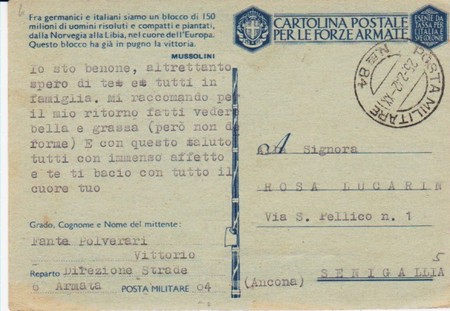 Fra germanici e italiani siamo un blocco di 150
milioni di uomini risoluti e compatti e piantati,
dalla Norvegia alla Libia, nel cuore dell'Europa.
Questo blocco ha già in pugno la vittoria.
MUSSOLINI
Io sto benone, altrettanto
spero di te e tutti in
famiglia. Mi raccomando per
il mio ritorno fatti veder
bella e grassa (però non de
forme) E con questo saluto
tutti con immenso affetto
e te ti bacio con tutto il
cuore tuo
Grado, Cognome e Nome del mittente:
Fante Polverari
Vittorio
Reparto Direzione Strade
6 Armata POSTA MILITARE 84
CARTOLINA POSTALE
PER LE FORZE ARMATE
ESENTE DA
TASSA PER
L'ITALIA E
SUE COLONIE
POSTA MILITARE
N. 84
Signora
ROSA LUCARIN
Via S. Pellico n. 1
SENIGALLIA
(Ancona)